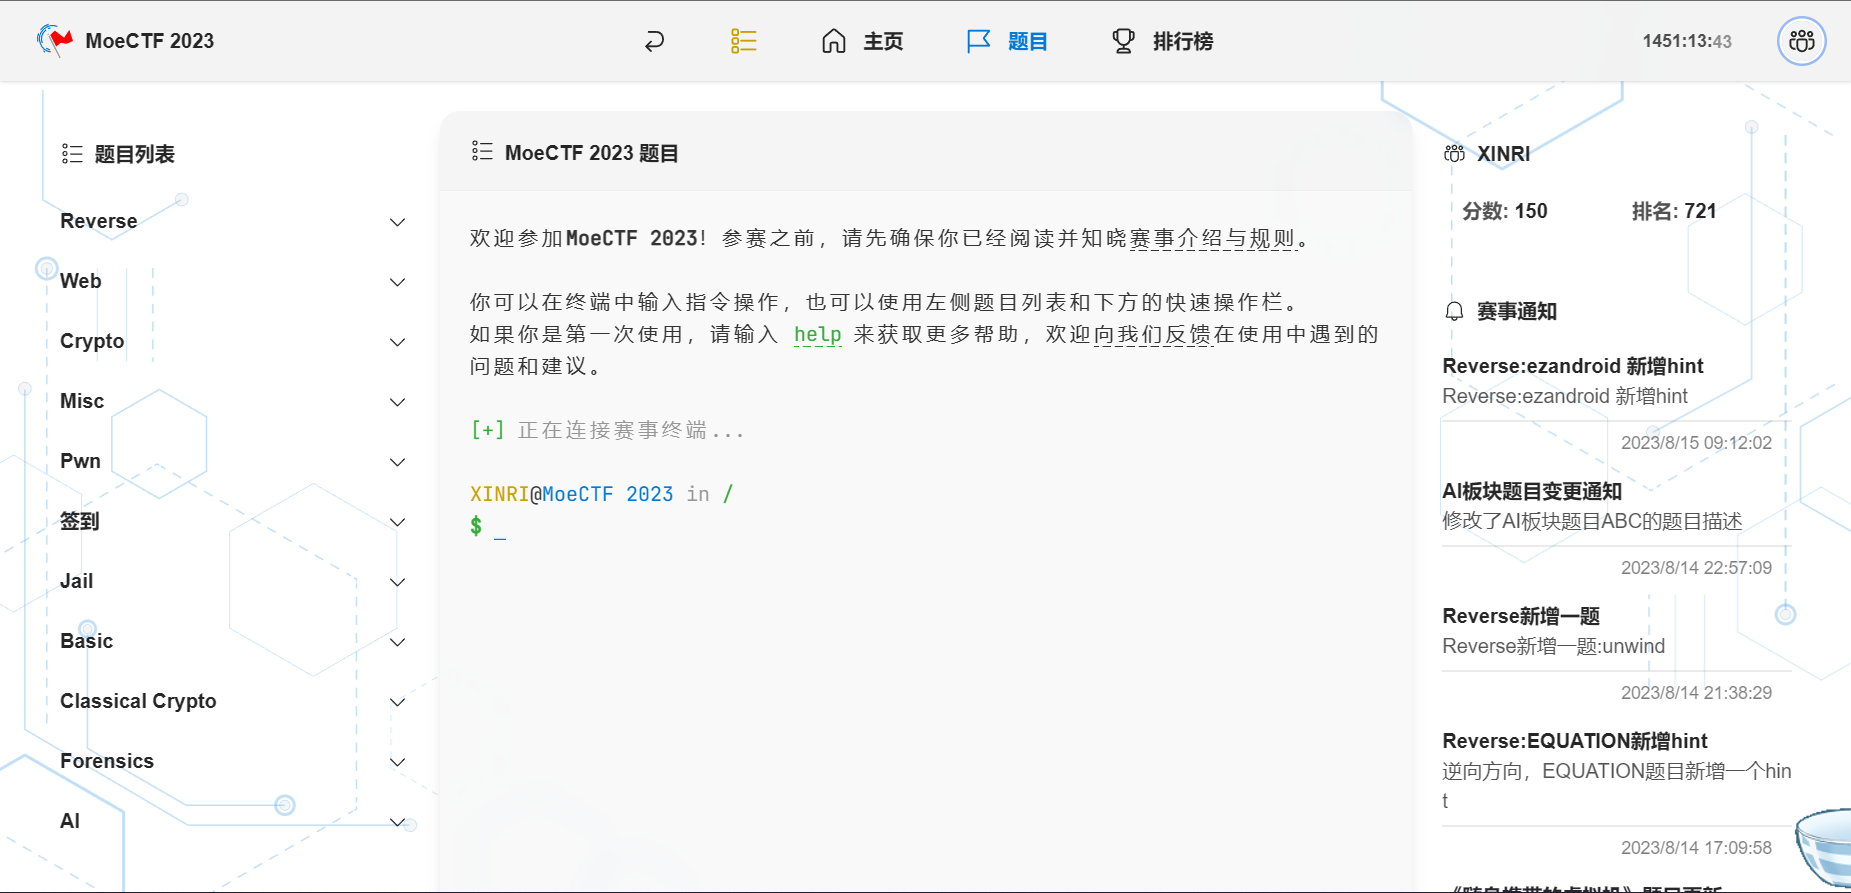 MoeCTF 2023
主页
题目
排行榜
1451:13:43
题目列表
Reverse
Web
Crypto
Misc
Pwn
签到
Jail
Basic
Classical Crypto
Forensics
AI
MoeCTF 2023 题目
欢迎参加MoeCTF 2023! 参赛之前，请先确保你已经阅读并知晓赛事介绍与规则。
你可以在终端中输入指令操作，也可以使用左侧题目列表和下方的快速操作栏。
如果你是第一次使用，请输入 help 来获取更多帮助，欢迎向我们反馈在使用中遇到的
问题和建议。
[+] 正在连接赛事终端...
XINRI@MoeCTF 2023 in /
$ _
XINRI
分数: 150
排名: 721
赛事通知
Reverse:ezandroid 新增hint
Reverse:ezandroid 新增hint
2023/8/15 09:12:02
AI板块题目变更通知
修改了AI板块题目ABC的题目描述
2023/8/14 22:57:09
Reverse新增一题
Reverse新增一题:unwind
2023/8/14 21:38:29
Reverse:EQUATION新增hint
逆向方向，EQUATION题目新增一个hin
t
2023/8/14 17:09:58
《随身携带的虚拟机》题目更新